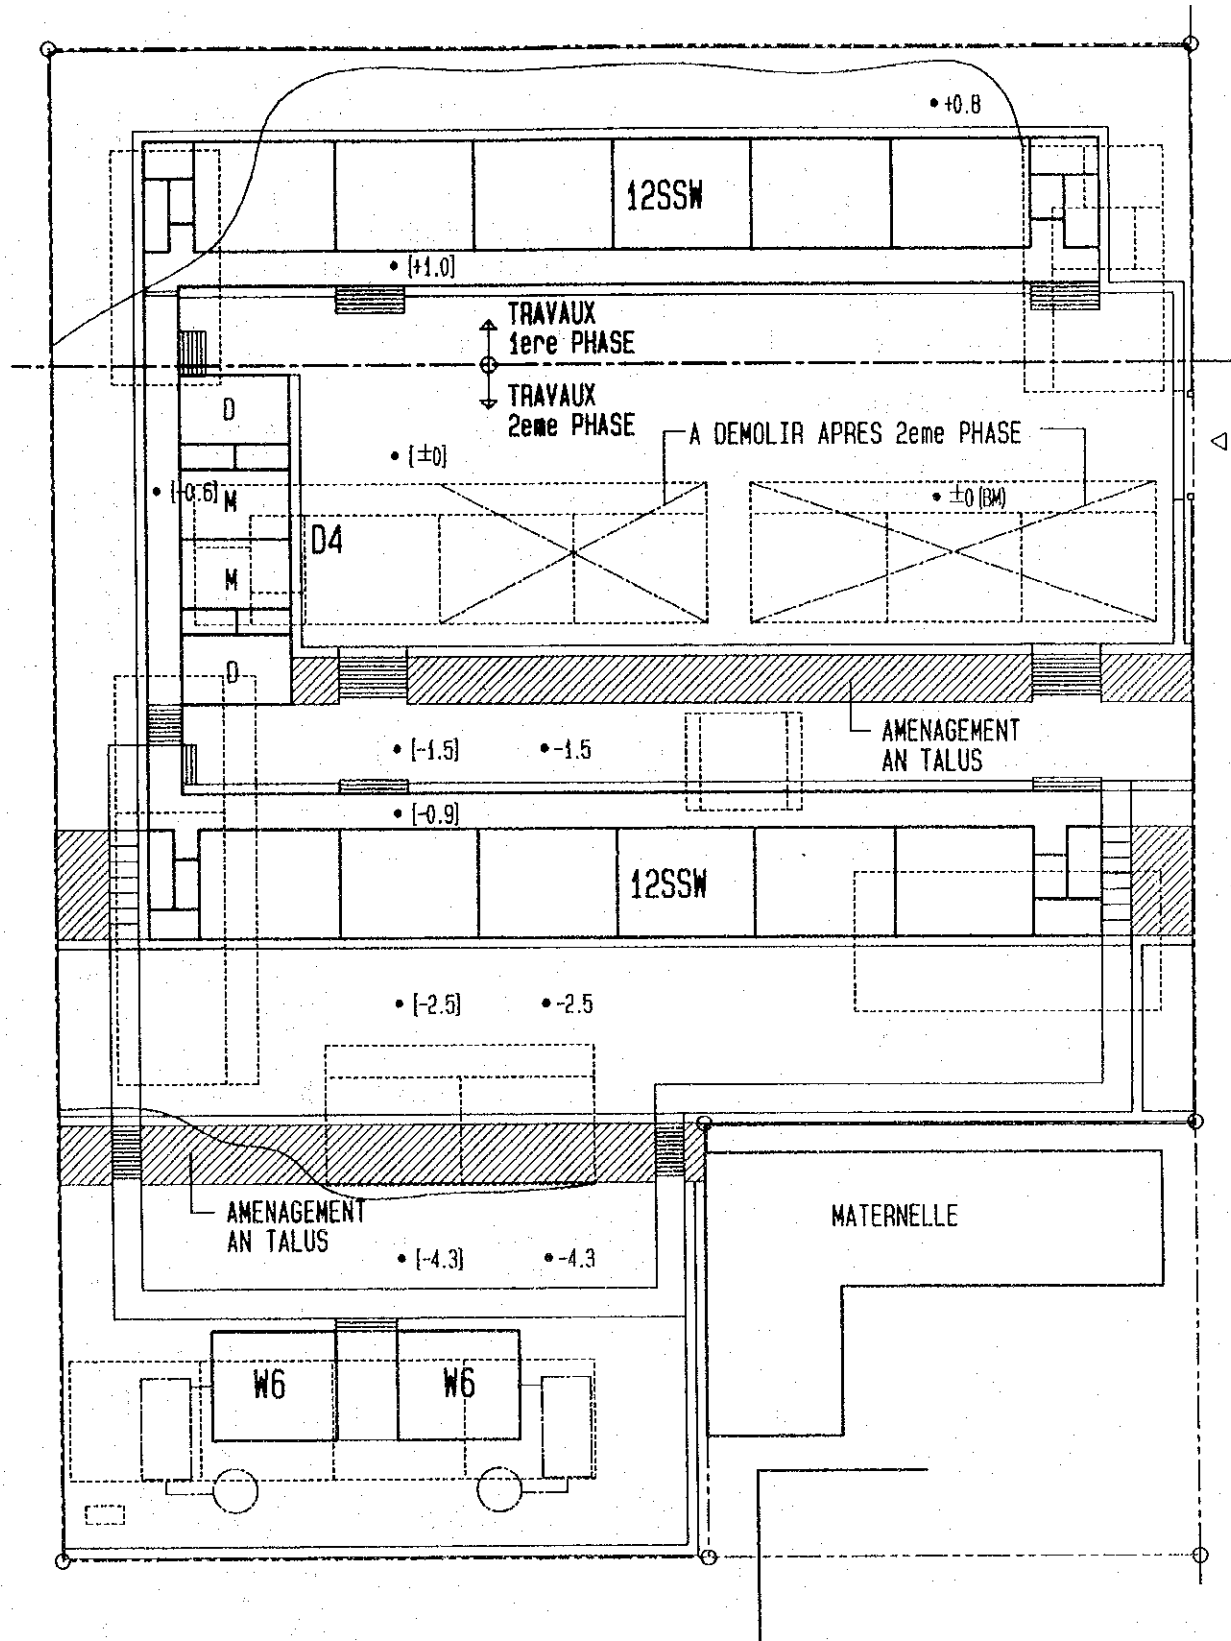 +0.8
12SSW
[+1.0]
TRAVAUX
1ere PHASE
TRAVAUX
2eme PHASE
D
A DEMOLIR APRES 2eme PHASE
[±0]
[-0.6]
M
±0 (BM)
D4
M
D
AMENAGEMENT
AN TALUS
[-1.5]
-1.5
[-0.9]
12SSW
[-2.5]
-2.5
AMENAGEMENT
AN TALUS
MATERNELLE
[-4.3]
-4.3
W6
W6